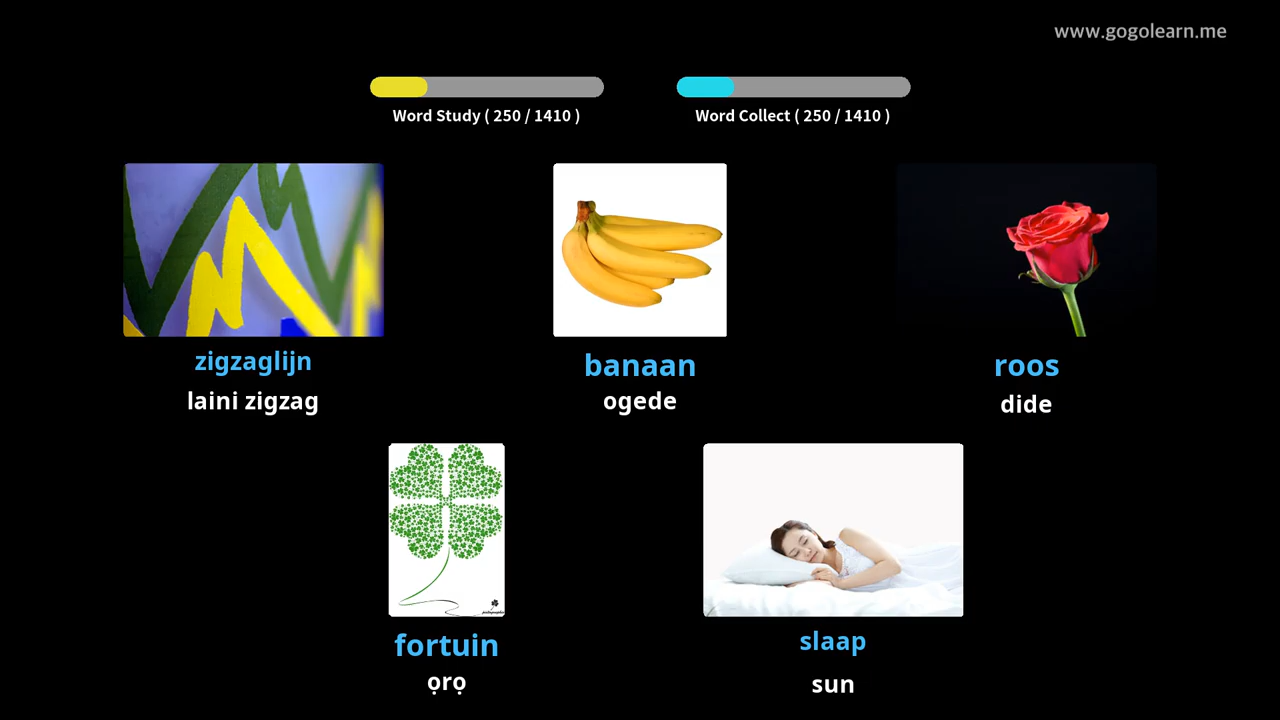 www.gogolearn.me
Word Study ( 250 / 1410 )
Word Collect ( 250 / 1410 )
zigzaglijn
laini zigzag
banaan
ogede
roos
dide
fortuin
ọrọ
slaap
sun